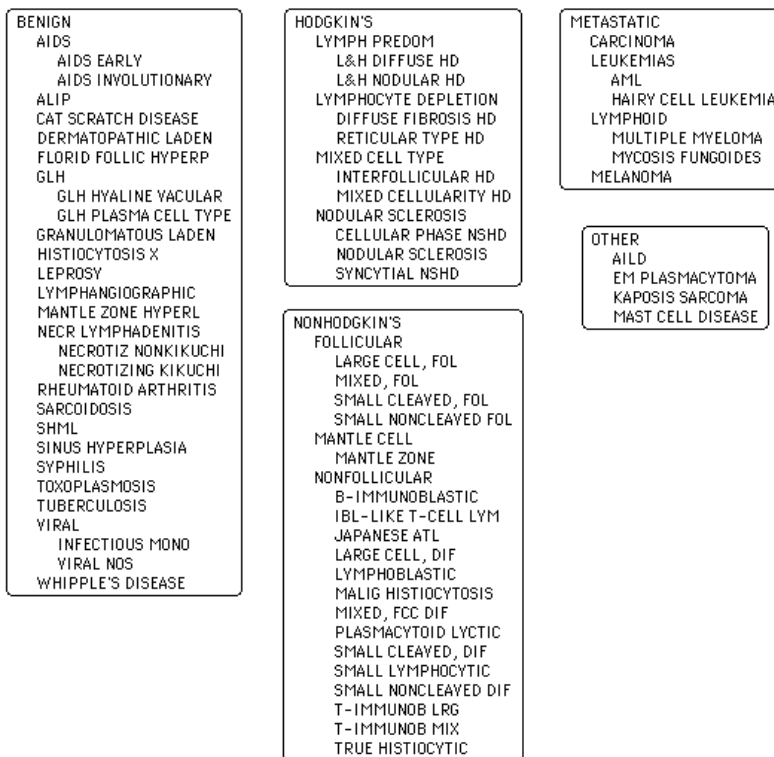 BENIGN
AIDS
AIDS EARLY
AIDS INVOLUTIONARY
ALIP
CAT SCRATCH DISEASE
DERMATOPATHIC LADEN
FLORID FOLLIC HYPERP
GLH
GLH HYALINE VACULAR
GLH PLASMA CELL TYPE
GRANULOMATOUS LADEN
HISTIOCYTOSIS X
LEPROSY
LYMPHANGIOGRAPHIC
MANTLE ZONE HYPERL
NECR LYMPHADENITIS
NECROTIZ NONKIKUCHI
NECROTIZING KIKUCHI
RHEUMATOID ARTHRITIS
SARCOIDOSIS
SHML
SINUS HYPERPLASIA
SYPHILIS
TOXOPLASMOSIS
TUBERCULOSIS
VIRAL
INFECTIOUS MONO
VIRAL NOS
WHIPPLE'S DISEASE
HODGKIN'S
LYMPH PREDOM
L&H DIFFUSE HD
L&H NODULAR HD
LYMPHOCYTE DEPLETION
DIFFUSE FIBROSIS HD
RETICULAR TYPE HD
MIXED CELL TYPE
INTERFOLLICULAR HD
MIXED CELLULARITY HD
NODULAR SCLEROSIS
CELLULAR PHASE NSHD
NODULAR SCLEROSIS
SYNCYTIAL NSHD
NONHODGKIN'S
FOLLICULAR
LARGE CELL, FOL
MIXED, FOL
SMALL CLEAVED, FOL
SMALL NONCLEAVED FOL
MANTLE CELL
MANTLE ZONE
NONFOLLICULAR
B-IMMUNOBLASTIC
IBL-LIKE T-CELL LYM
JAPANESE ATL
LARGE CELL, DIF
LYMPHOBLASTIC
MALIG HISTIOCYTOSIS
MIXED, FCC DIF
PLASMACYTOID LYCTIC
SMALL CLEAVED, DIF
SMALL LYMPHOCYTIC
SMALL NONCLEAVED DIF
T-IMMUNOB LRG
T-IMMUNOB MIX
TRUE HISTIOCYTIC
METASTATIC
CARCINOMA
LEUKEMIAS
AML
HAIRY CELL LEUKEMIA
LYMPHOID
MULTIPLE MYELOMA
MYCOSIS FUNGOIDES
MELANOMA
OTHER
AILD
EM PLASMACYTOMA
KAPOSIS SARCOMA
MAST CELL DISEASE